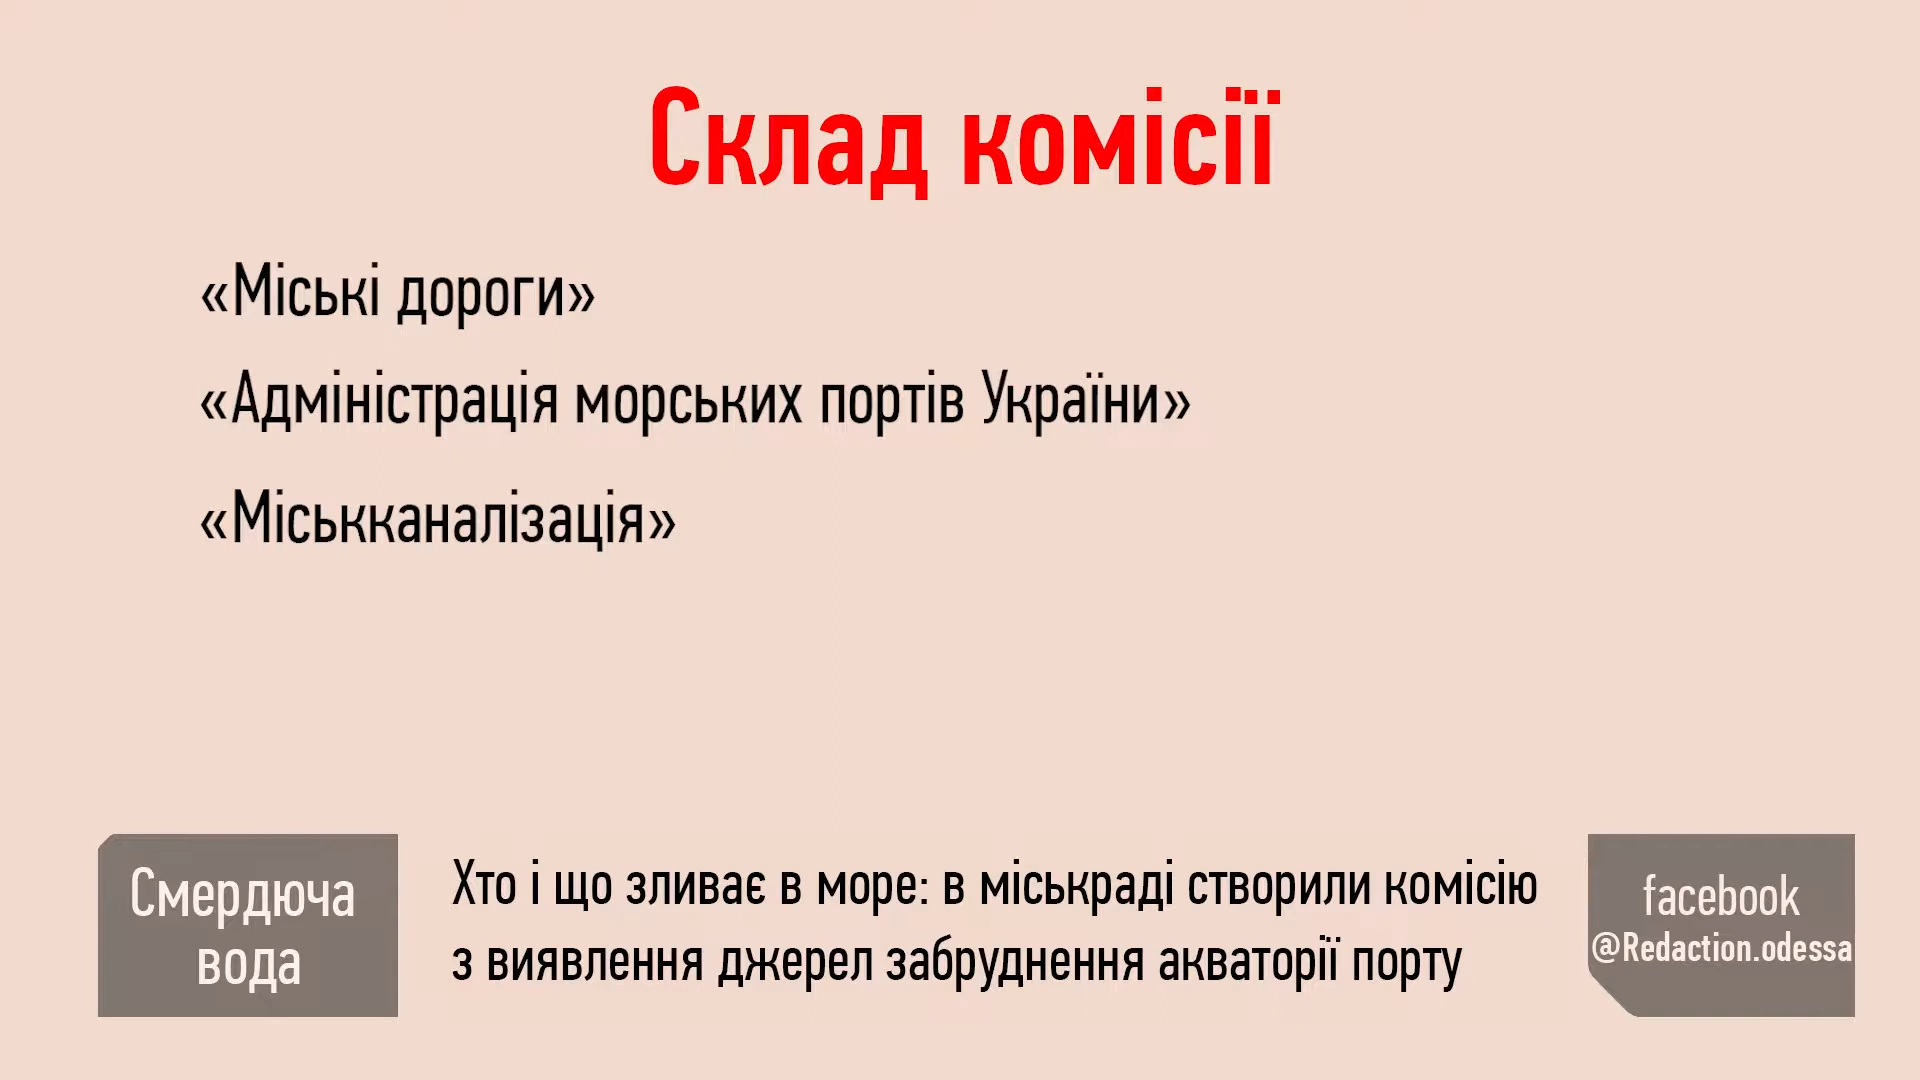 Склад комісії
«Міські дороги»
«Адміністрація морських портів України»
«Міськканалізація»
Смердюча
вода
Хто і що зливає в море: в міськраді створили комісію
з виявлення джерел забруднення акваторії порту
facebook
@Redaction.odessa